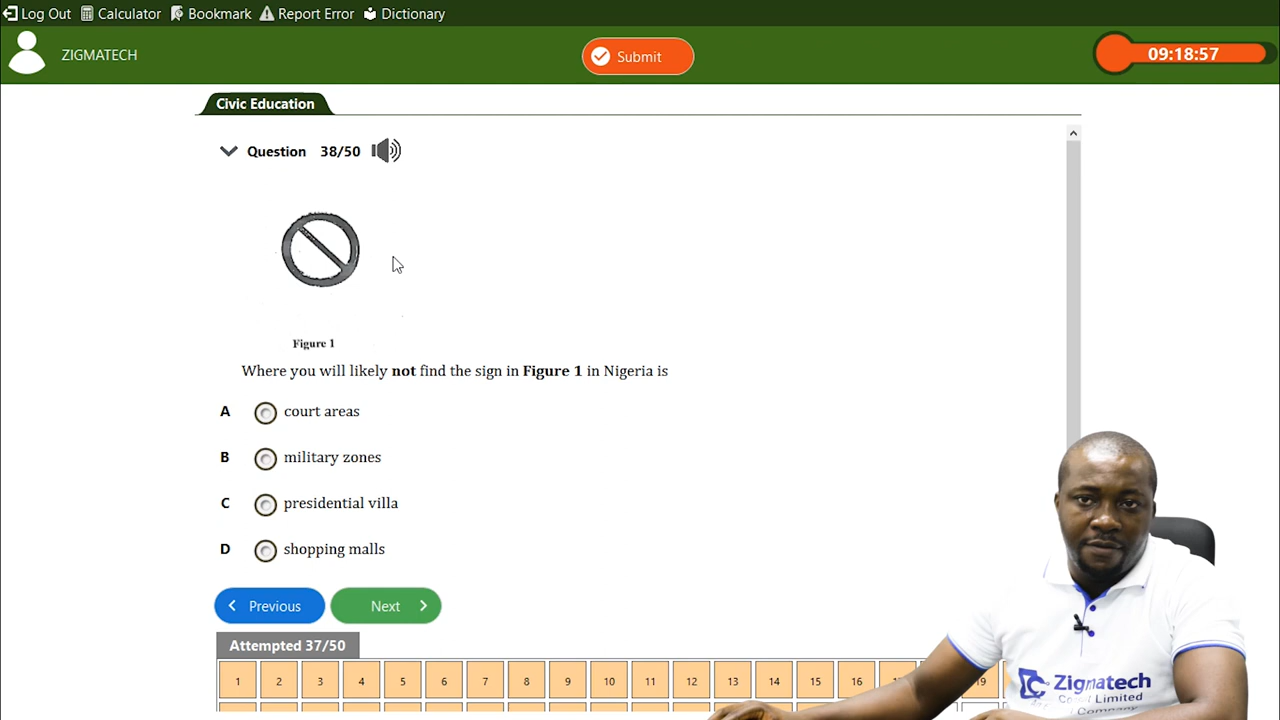 Log Out Calculator Bookmark Report Error Dictionary
ZIGMATECH
Submit
09:18:57
Civic Education
Question 38/50
Figure 1
Where you will likely not find the sign in Figure 1 in Nigeria is
A court areas
B military zones
C presidential villa
D shopping malls
Previous Next
Attempted 37/50
1 2 3 4 5 6 7 8 9 10 11 12 13 14 15 16
Zigmatech
Limited
Company